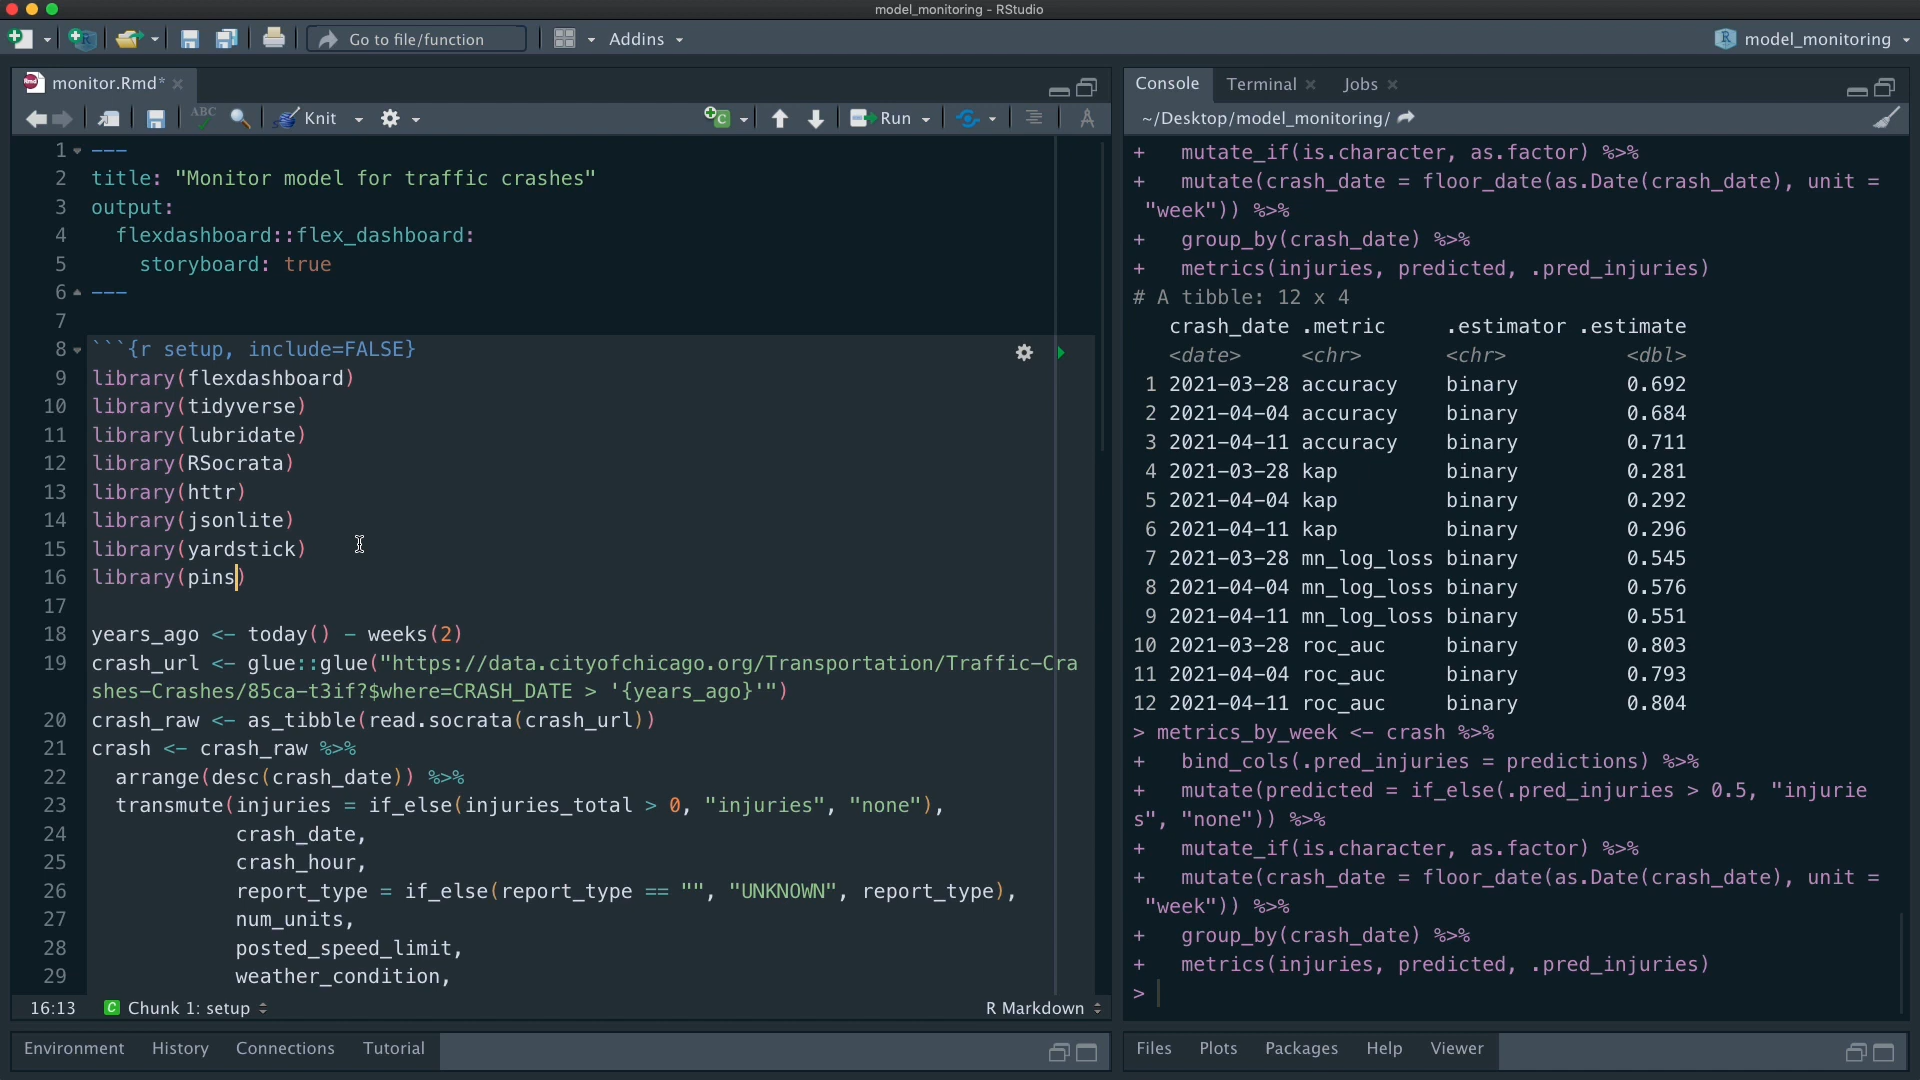 model_monitoring - RStudio
Go to file/function
Addins
model_monitoring
monitor.Rmd*
ABC
Knit
Run
1 ---
2 title: "Monitor model for traffic crashes"
3 output:
4 flexdashboard::flex_dashboard:
5 storyboard: true
6 ---
7
8 ```{r setup, include=FALSE}
9 library(flexdashboard)
10 library(tidyverse)
11 library(lubridate)
12 library(RSocrata)
13 library(httr)
14 library(jsonlite)
15 library(yardstick)
16 library(pins)
17
18 years_ago <- today() - weeks(2)
19 crash_url <- glue::glue("https://data.cityofchicago.org/Transportation/Traffic-Cra
shes-Crashes/85ca-t3if?$where=CRASH_DATE > '{years_ago}'")
20 crash_raw <- as_tibble(read.socrata(crash_url))
21 crash <- crash_raw %>%
22 arrange(desc(crash_date)) %>%
23 transmute(injuries = if_else(injuries_total > 0, "injuries", "none"),
24 crash_date,
25 crash_hour,
26 report_type = if_else(report_type == "", "UNKNOWN", report_type),
27 num_units,
28 posted_speed_limit,
29 weather_condition,
16:13 C Chunk 1: setup
R Markdown
Environment History Connections Tutorial
Console Terminal Jobs
~/Desktop/model_monitoring/
+ mutate_if(is.character, as.factor) %>%
+ mutate(crash_date = floor_date(as.Date(crash_date), unit =
"week")) %>%
+ group_by(crash_date) %>%
+ metrics(injuries, predicted, .pred_injuries)
# A tibble: 12 x 4
crash_date .metric .estimator .estimate
<date> <chr> <chr> <dbl>
1 2021-03-28 accuracy binary 0.692
2 2021-04-04 accuracy binary 0.684
3 2021-04-11 accuracy binary 0.711
4 2021-03-28 kap binary 0.281
5 2021-04-04 kap binary 0.292
6 2021-04-11 kap binary 0.296
7 2021-03-28 mn_log_loss binary 0.545
8 2021-04-04 mn_log_loss binary 0.576
9 2021-04-11 mn_log_loss binary 0.551
10 2021-03-28 roc_auc binary 0.803
11 2021-04-04 roc_auc binary 0.793
12 2021-04-11 roc_auc binary 0.804
> metrics_by_week <- crash %>%
+ bind_cols(.pred_injuries = predictions) %>%
+ mutate(predicted = if_else(.pred_injuries > 0.5, "injurie
s", "none")) %>%
+ mutate_if(is.character, as.factor) %>%
+ mutate(crash_date = floor_date(as.Date(crash_date), unit =
"week")) %>%
+ group_by(crash_date) %>%
+ metrics(injuries, predicted, .pred_injuries)
>
Files Plots Packages Help Viewer